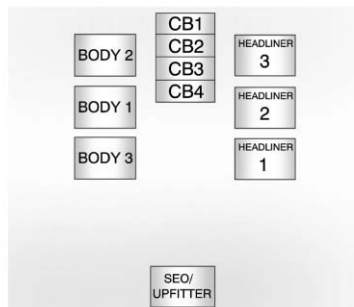 CB1
CB2
CB3
CB4
BODY 2
BODY 1
BODY 3
HEADLINER
3
HEADLINER
2
HEADLINER
1
SEO/
UPFITTER